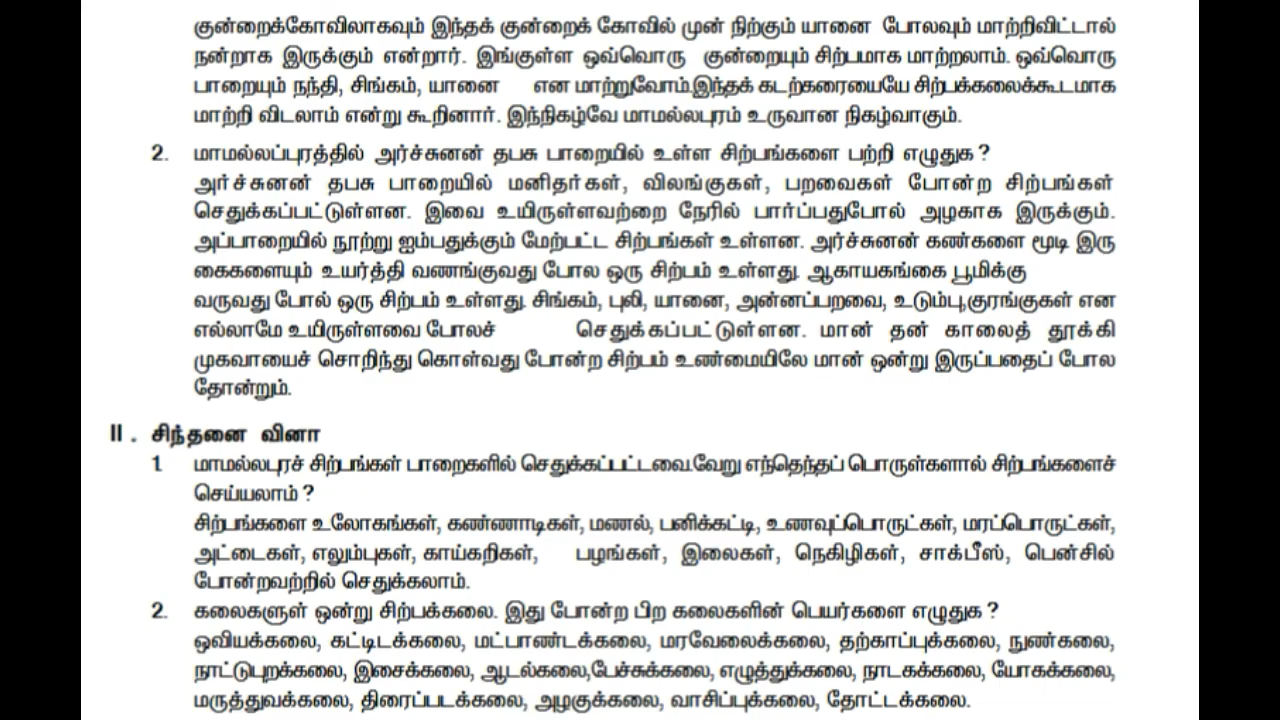 குன்றைக்கோவிலாகவும் இந்தக் குன்றைக் கோவில் முன் நிற்கும் யானை போலவும் மாற்றிவிட்டால்
நன்றாக இருக்கும் என்றார். இங்குள்ள ஒவ்வொரு குன்றையும் சிற்பமாக மாற்றலாம். ஒவ்வொரு
பாறையும் நந்தி, சிங்கம், யானை என மாற்றுவோம்.இந்தக் கடற்கரையையே சிற்பக்கலைக்கூடமாக
மாற்றி விடலாம் என்று கூறினார். இந்நிகழ்வே மாமல்லபுரம் உருவான நிகழ்வாகும்.
2. மாமல்லப்புரத்தில் அர்ச்சுனன் தபசு பாறையில் உள்ள சிற்பங்களை பற்றி எழுதுக?
அர்ச்சுனன் தபசு பாறையில் மனிதர்கள், விலங்குகள், பறவைகள் போன்ற சிற்பங்கள்
செதுக்கப்பட்டுள்ளன. இவை உயிருள்ளவற்றை நேரில் பார்ப்பதுபோல் அழகாக இருக்கும்.
அப்பாறையில் நூற்று ஐம்பதுக்கும் மேற்பட்ட சிற்பங்கள் உள்ளன. அர்ச்சுனன் கண்களை மூடி இரு
கைகளையும் உயர்த்தி வணங்குவது போல ஒரு சிற்பம் உள்ளது. ஆகாயகங்கை பூமிக்கு
வருவது போல் ஒரு சிற்பம் உள்ளது. சிங்கம், புலி, யானை, அன்னப்பறவை, உடும்பு,குரங்குகள் என
எல்லாமே உயிருள்ளவை போலச் செதுக்கப்பட்டுள்ளன. மான் தன் காலைத் தூக்கி
முகவாயைச் சொறிந்து கொள்வது போன்ற சிற்பம் உண்மையிலே மான் ஒன்று இருப்பதைப் போல
தோன்றும்.
II . சிந்தனை வினா
1. மாமல்லபுரச் சிற்பங்கள் பாறைகளில் செதுக்கப்பட்டவை.வேறு எந்தெந்தப் பொருள்களால் சிற்பங்களைச்
செய்யலாம்?
சிற்பங்களை உலோகங்கள், கண்ணாடிகள், மணல், பனிக்கட்டி, உணவுப்பொருட்கள், மரப்பொருட்கள்,
அட்டைகள், எலும்புகள், காய்கறிகள், பழங்கள், இலைகள், நெகிழிகள், சாக்பீஸ், பென்சில்
போன்றவற்றில் செதுக்கலாம்.
2. கலைகளுள் ஒன்று சிற்பக்கலை. இது போன்ற பிற கலைகளின் பெயர்களை எழுதுக?
ஓவியக்கலை, கட்டிடக்கலை, மட்பாண்டக்கலை, மரவேலைக்கலை, தற்காப்புக்கலை, நுண்கலை,
நாட்டுபுறக்கலை, இசைக்கலை, ஆடல்கலை,பேச்சுக்கலை, எழுத்துக்கலை, நாடகக்கலை, யோகக்கலை,
மருத்துவக்கலை, திரைப்படக்கலை, அழகுக்கலை, வாசிப்புக்கலை, தோட்டக்கலை.